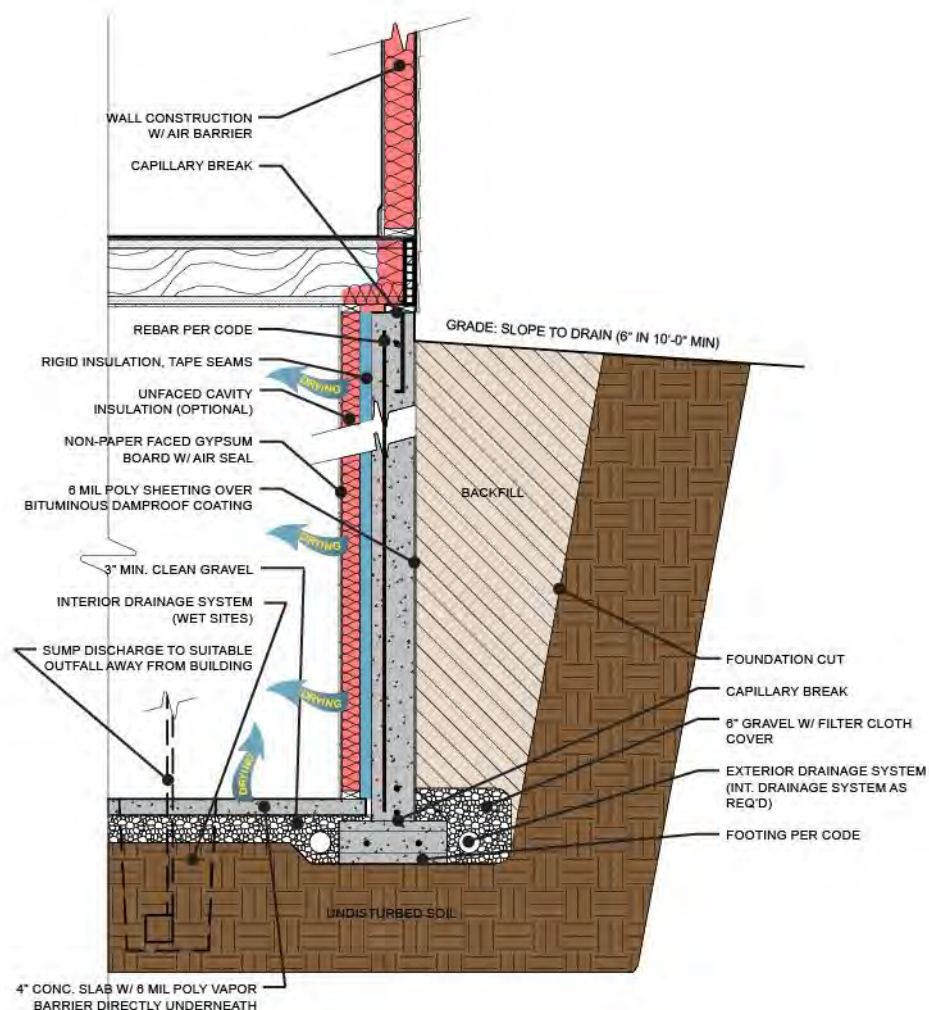 WALL CONSTRUCTION
W/ AIR BARRIER
CAPILLARY BREAK
REBAR PER CODE
RIGID INSULATION, TAPE SEAMS
UNFACED CAVITY
INSULATION (OPTIONAL)
NON-PAPER FACED GYPSUM
BOARD W/ AIR SEAL
6 MIL POLY SHEETING OVER
BITUMINOUS DAMPROOF COATING
3" MIN. CLEAN GRAVEL
INTERIOR DRAINAGE SYSTEM
(WET SITES)
SUMP DISCHARGE TO SUITABLE
OUTFALL AWAY FROM BUILDING
4" CONC. SLAB W/ 6 MIL POLY VAPOR
BARRIER DIRECTLY UNDERNEATH
DRYING
DRYING
DRYING
DRYING
GRADE: SLOPE TO DRAIN (6" IN 10'-0" MIN)
BACKFILL
UNDISTURBED SOIL
FOUNDATION CUT
CAPILLARY BREAK
6" GRAVEL W/ FILTER CLOTH
COVER
EXTERIOR DRAINAGE SYSTEM
(INT. DRAINAGE SYSTEM AS
REQ'D)
FOOTING PER CODE